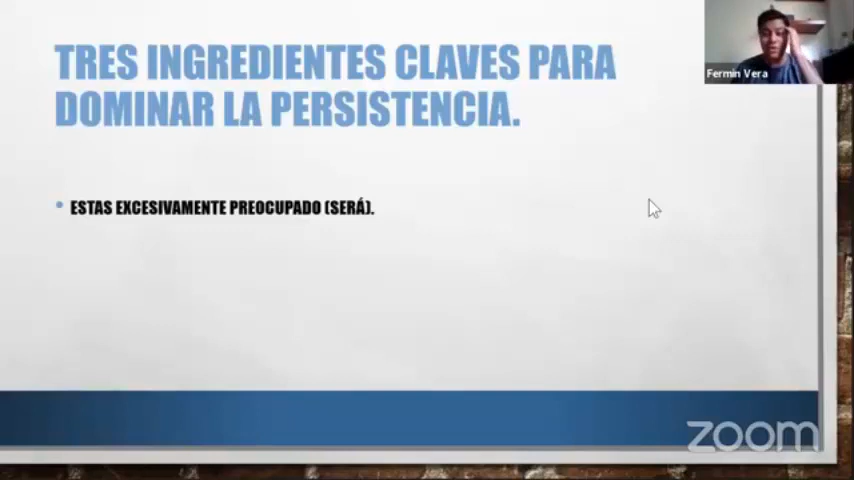 TRES INGREDIENTES CLAVES PARA
DOMINAR LA PERSISTENCIA.
• ESTAS EXCESIVAMENTE PREOCUPADO (SERÁ).
Fermin Vera
zoom